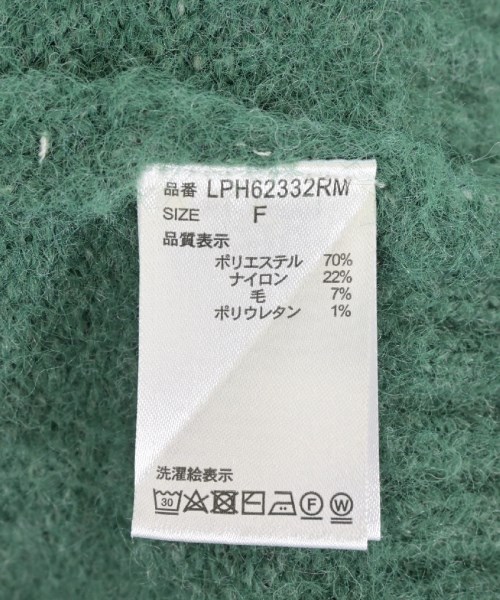 品番 LPH62332RM
SIZE F
品質表示
ポリエステル 70%
ナイロン 22%
毛 7%
ポリウレタン 1%
洗濯絵表示
30 F W